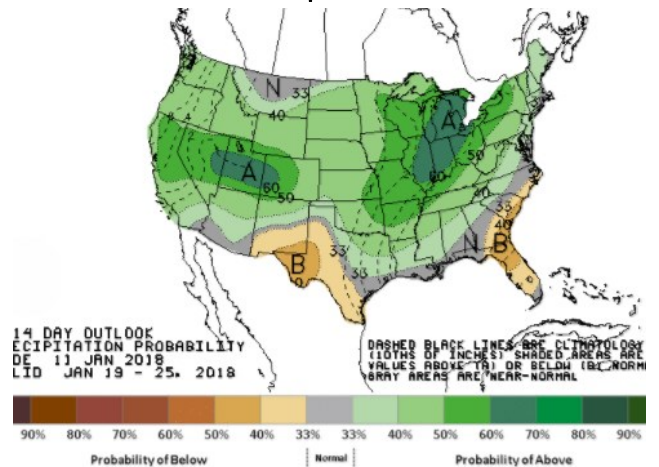 N
33
40
A
60
50
A
60
50
40
33
40
N
B
B
33
33
14 DAY OUTLOOK
ECIPITATION PROBABILITY
DE 11 JAN 2018
LID JAN 19 - 25, 2018
DASHED BLACK LINES ARE CLIMATOLOGY
(10THS OF INCHES) SHADED AREAS ARE
VALUES ABOVE (A) OR BELOW (B) NORM
GRAY AREAS ARE NEAR-NORMAL
90% 80% 70% 60% 50% 40% 33% 33% 40% 50% 60% 70% 80% 90%
Probability of Below Normal Probability of Above